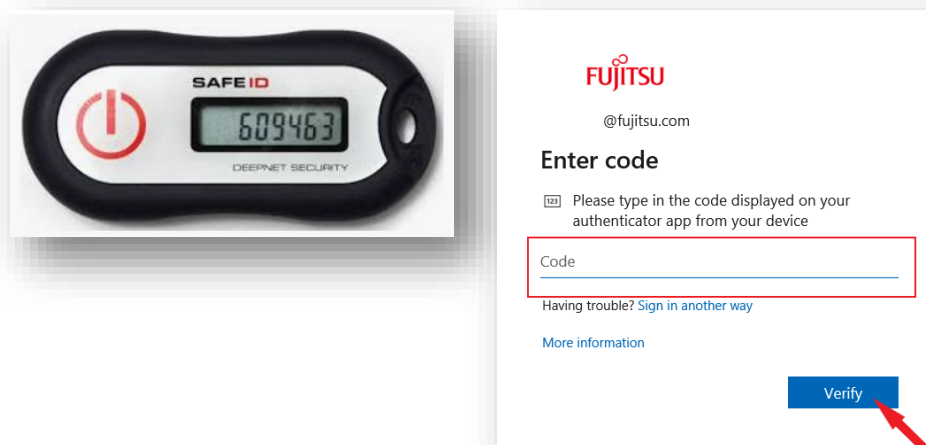 SAFE ID
609463
DEEPNET SECURITY
FUJITSU
@fujitsu.com
Enter code
123
Please type in the code displayed on your
authenticator app from your device
Code
Having trouble? Sign in another way
More information
Verify